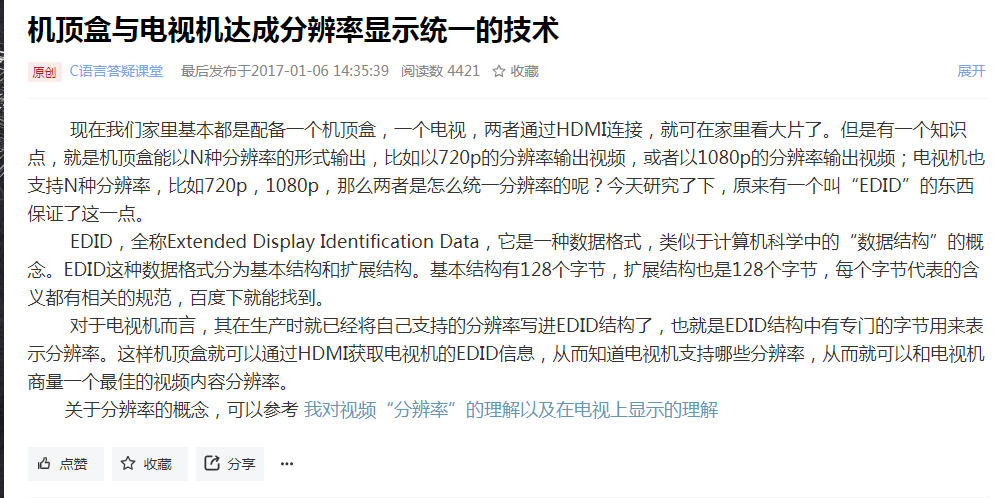 机顶盒与电视机达成分辨率显示统一的技术
原创 C语言答疑课堂 最后发布于2017-01-06 14:35:39 阅读数 4421 收藏 展开
现在我们家里基本都是配备一个机顶盒，一个电视，两者通过HDMI连接，就可在家里看大片了。但是有一个知识
点，就是机顶盒能以N种分辨率的形式输出，比如以720p的分辨率输出视频，或者以1080p的分辨率输出视频；电视机也
支持N种分辨率，比如720p，1080p，那么两者是怎么统一分辨率的呢？今天研究了下，原来有一个叫“EDID”的东西
保证了这一点。
EDID，全称Extended Display Identification Data，它是一种数据格式，类似于计算机科学中的“数据结构”的概
念。EDID这种数据格式分为基本结构和扩展结构。基本结构有128个字节，扩展结构也是128个字节，每个字节代表的含
义都有相关的规范，百度下就能找到。
对于电视机而言，其在生产时就已经将自己支持的分辨率写进EDID结构了，也就是EDID结构中有专门的字节用来表
示分辨率。这样机顶盒就可以通过HDMI获取电视机的EDID信息，从而知道电视机支持哪些分辨率，从而就可以和电视机
商量一个最佳的视频内容分辨率。
关于分辨率的概念，可以参考 我对视频“分辨率”的理解以及在电视上显示的理解
点赞 收藏 分享 ···